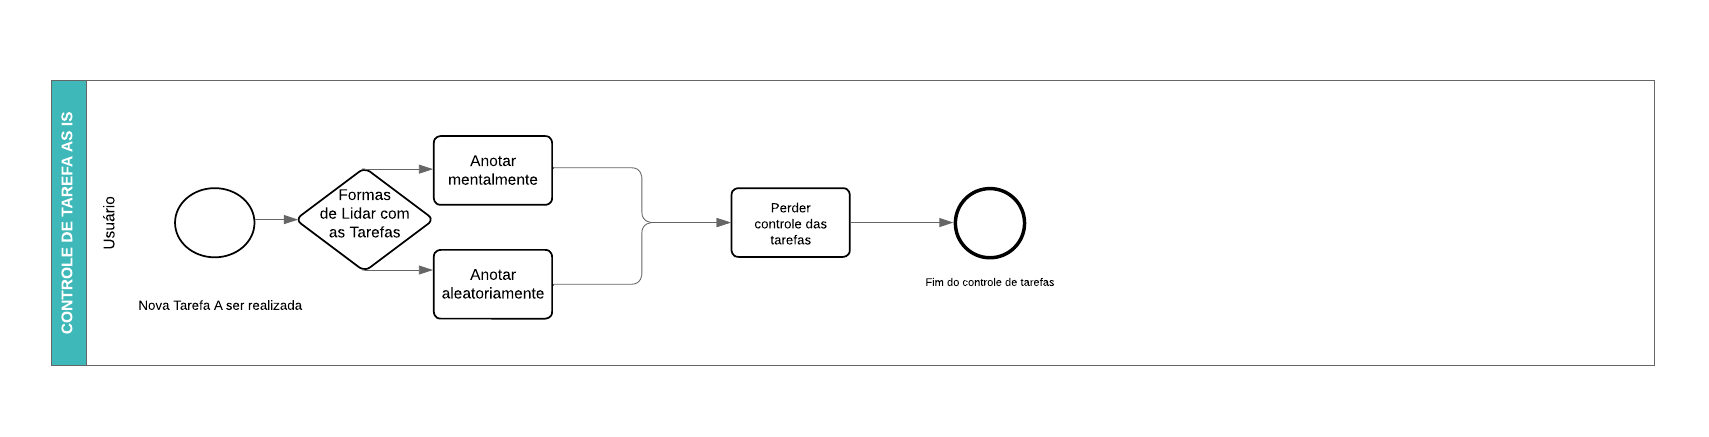 CONTROLE DE TAREFA AS IS
Usuário
Nova Tarefa A ser realizada
Formas
de Lidar com
as Tarefas
Anotar
mentalmente
Anotar
aleatoriamente
Perder
controle das
tarefas
Fim do controle de tarefas